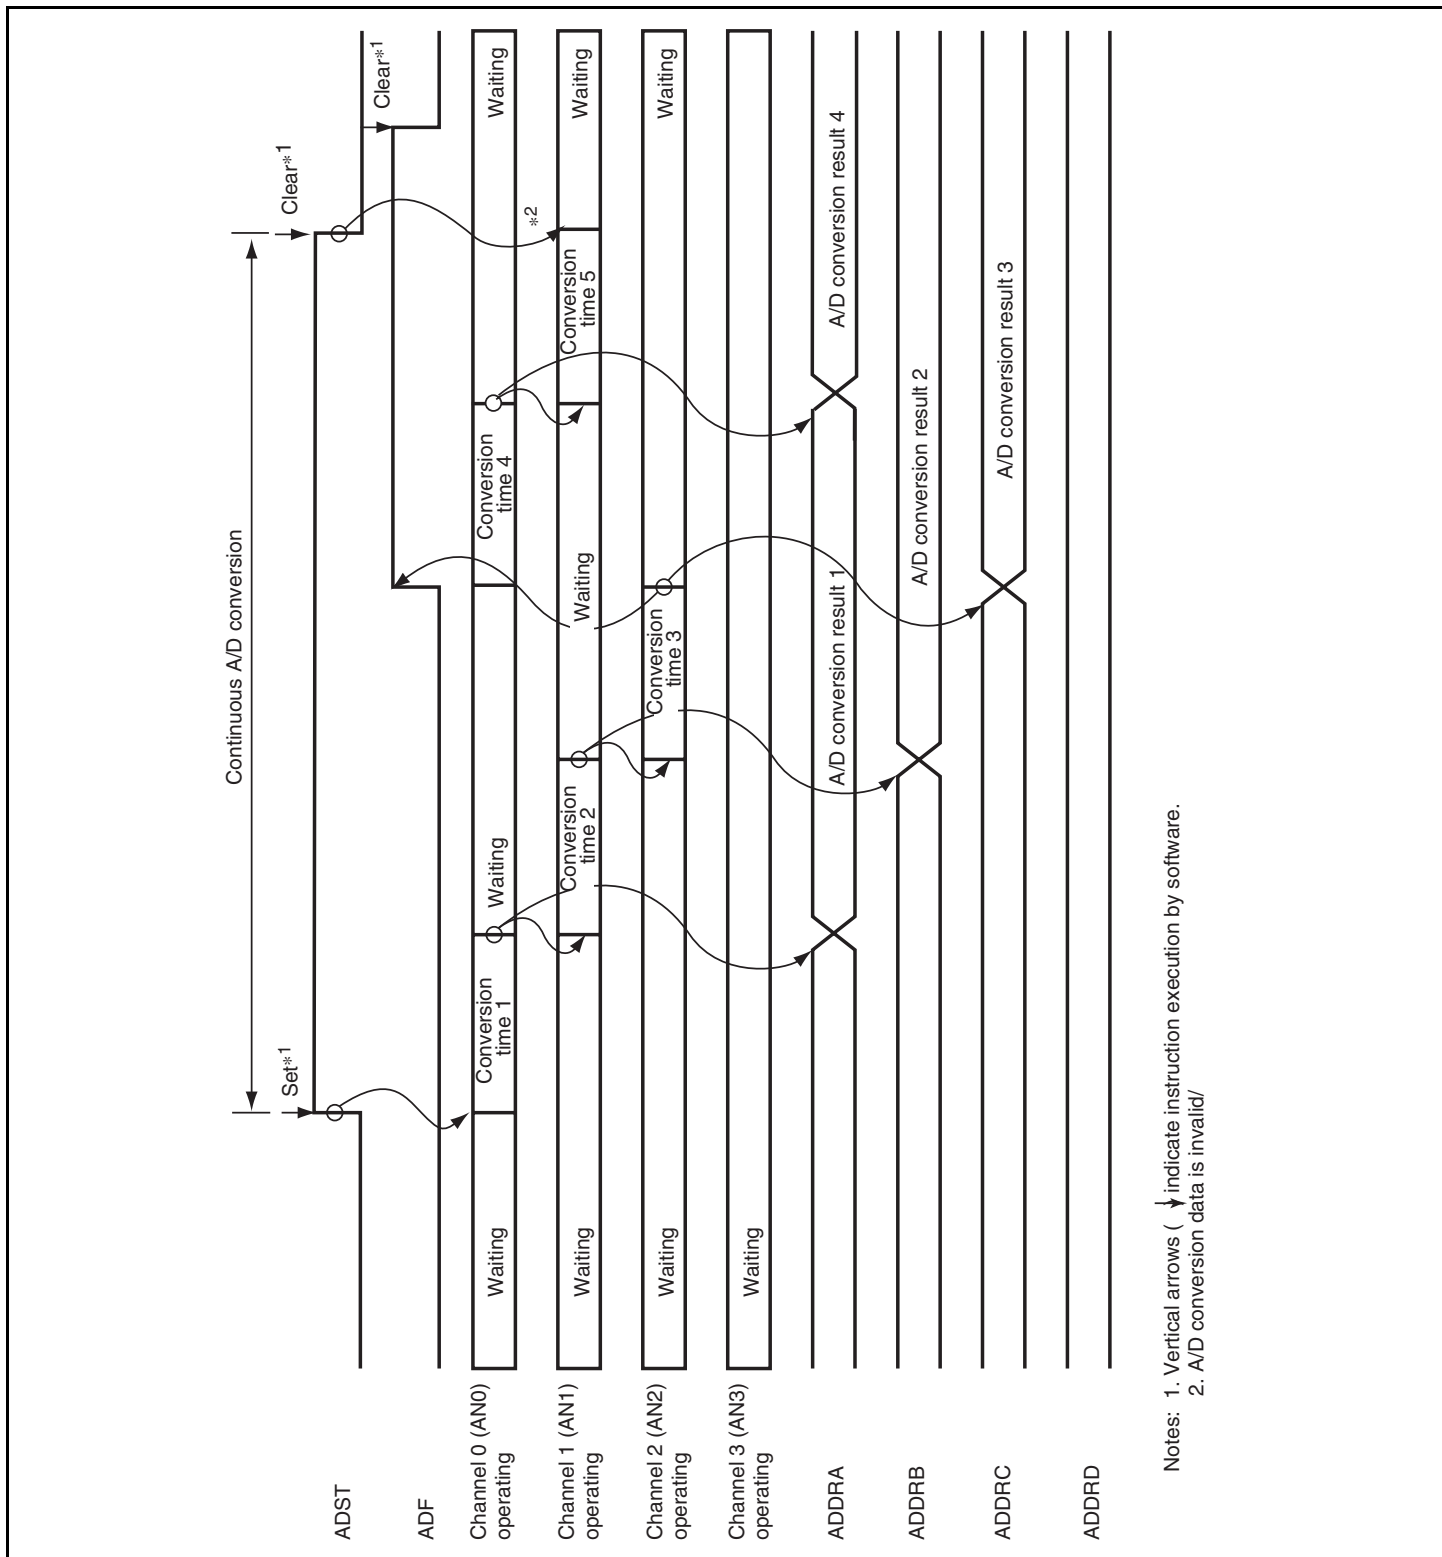 Continuous A/D conversion
Set*1
Clear*1
Clear*1
ADST
ADF
Channel 0 (AN0)
operating
Waiting
Conversion
time 1
Waiting
Conversion
time 4
Waiting
Channel 1 (AN1)
operating
Waiting
Conversion
time 2
Waiting
Conversion
time 5
*2
Waiting
Channel 2 (AN2)
operating
Waiting
Conversion
time 3
Waiting
Channel 3 (AN3)
operating
Waiting
ADDRA
A/D conversion result 1
A/D conversion result 4
ADDRB
A/D conversion result 2
ADDRC
A/D conversion result 3
ADDRD
Notes: 1. Vertical arrows ( indicate instruction execution by software.
2. A/D conversion data is invalid/